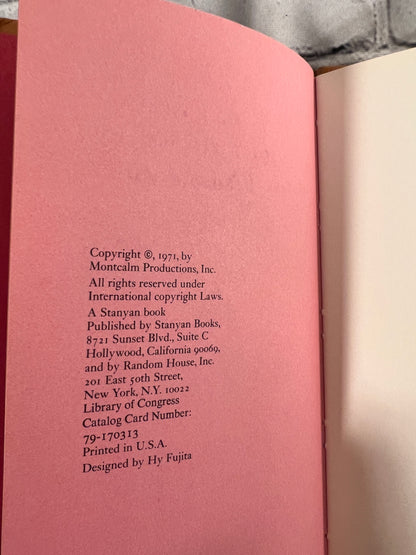 Copyright ©, 1971, by
Montcalm Productions, Inc.
All rights reserved under
International copyright Laws.
A Stanyan book
Published by Stanyan Books,
8721 Sunset Blvd., Suite C
Hollywood, California 90069,
and by Random House, Inc.
201 East 50th Street,
New York, N.Y. 10022
Library of Congress
Catalog Card Number:
79-170313
Printed in U.S.A.
Designed by Hy Fujita